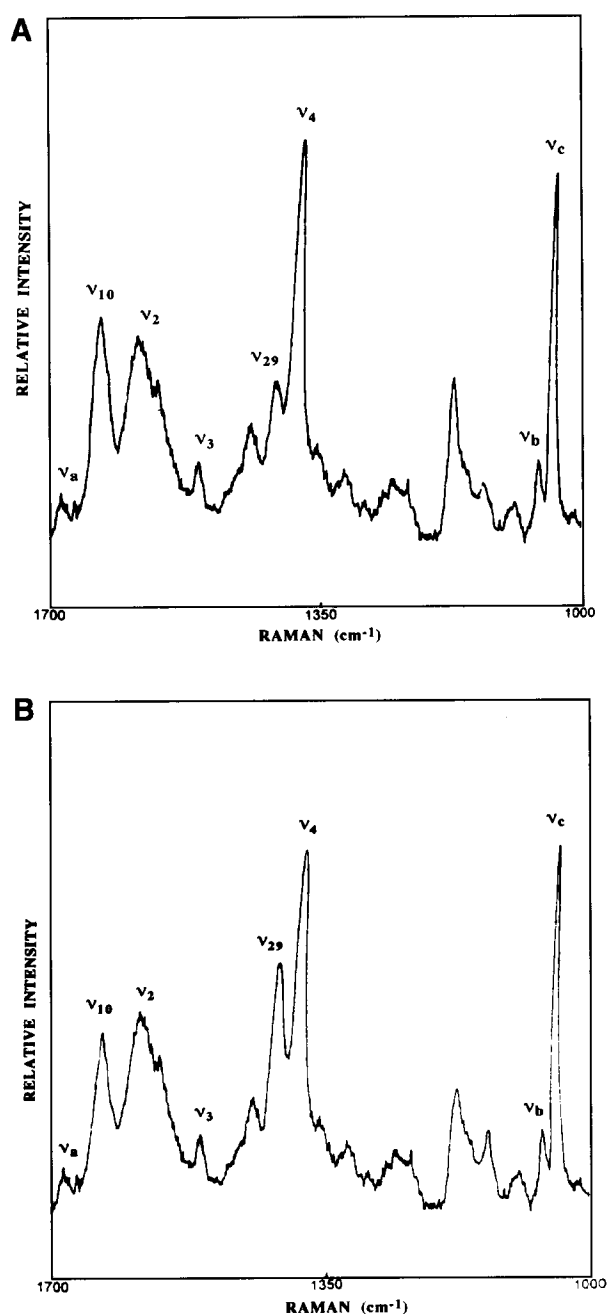 A
ν4
νc
ν10
ν2
ν29
νa
ν3
νb
RELATIVE INTENSITY
1700
1350
1000
RAMAN (cm-1)
B
ν4
νc
ν29
ν10
ν2
νa
ν3
νb
RELATIVE INTENSITY
1700
1350
1000
RAMAN (cm-1)